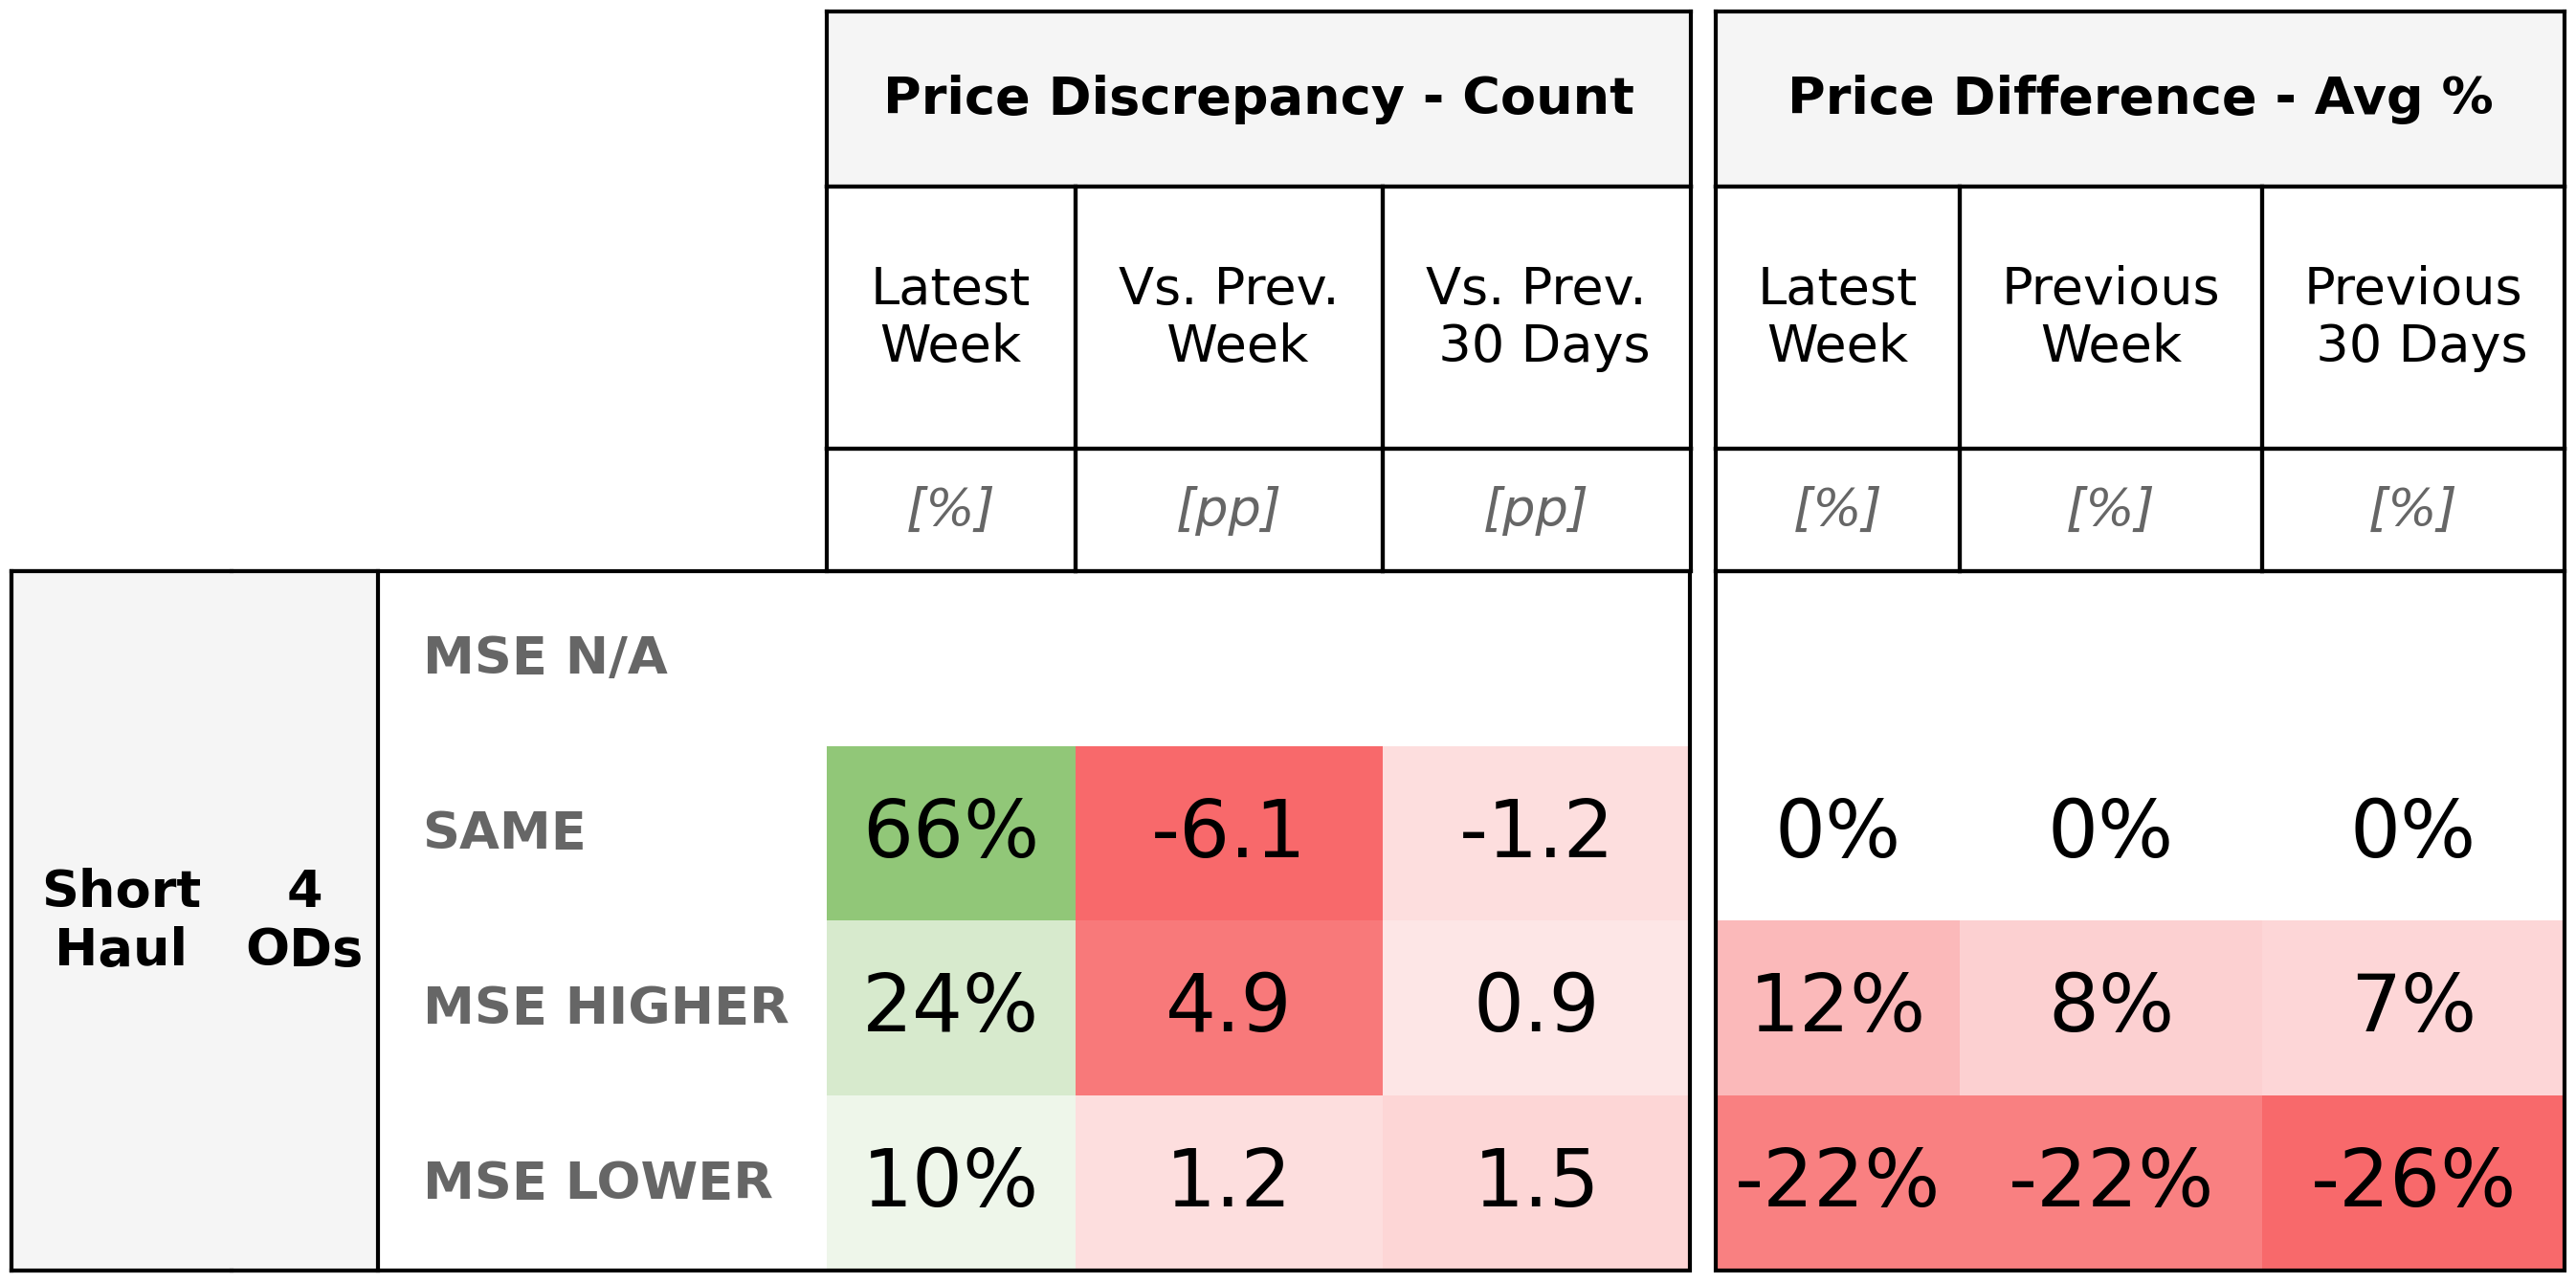 Price Discrepancy - Count
Price Difference - Avg %
Latest
Week
Vs. Prev.
Week
Vs. Prev.
30 Days
Latest
Week
Previous
Week
Previous
30 Days
[%]
[pp]
[pp]
[%]
[%]
[%]
Short
Haul
4
ODs
MSE N/A
SAME
66%
-6.1
-1.2
0%
0%
0%
MSE HIGHER
24%
4.9
0.9
12%
8%
7%
MSE LOWER
10%
1.2
1.5
-22%
-22%
-26%